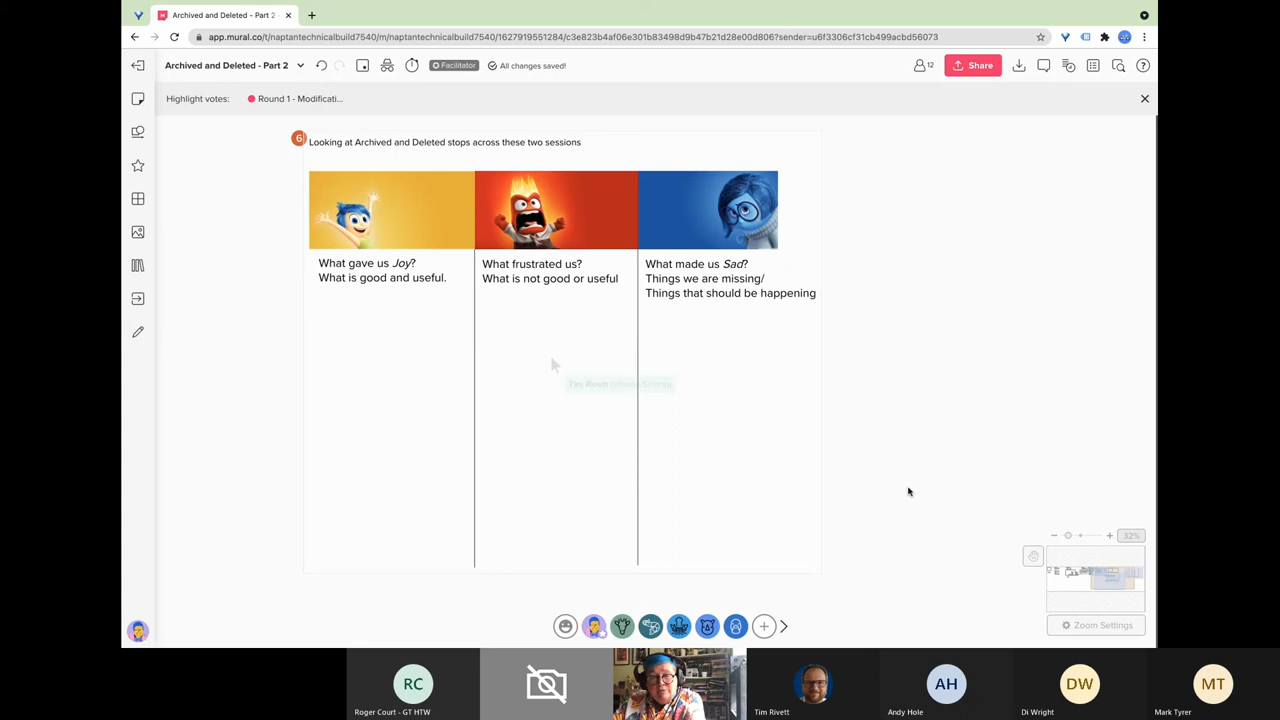 Archived and Deleted - Part 2
app.mural.co/t/naptantechnicalbuild7540/m/naptantechnicalbuild7540/1627919551284/c3e823b4af06e301b83498d9b47b21d28e00d806?sender=u6f3306cf31cb499acbd56073
Archived and Deleted - Part 2
Facilitator
All changes saved!
12
Share
Highlight votes:
Round 1 - Modificati...
6
Looking at Archived and Deleted stops across these two sessions
What gave us Joy?
What is good and useful.
What frustrated us?
What is not good or useful
What made us Sad?
Things we are missing/
Things that should be happening
Tim Rivett
32%
Zoom Settings
RC
AH
DW
MT
Roger Court - GT HTW
Tim Rivett
Andy Hole
Di Wright
Mark Tyrer